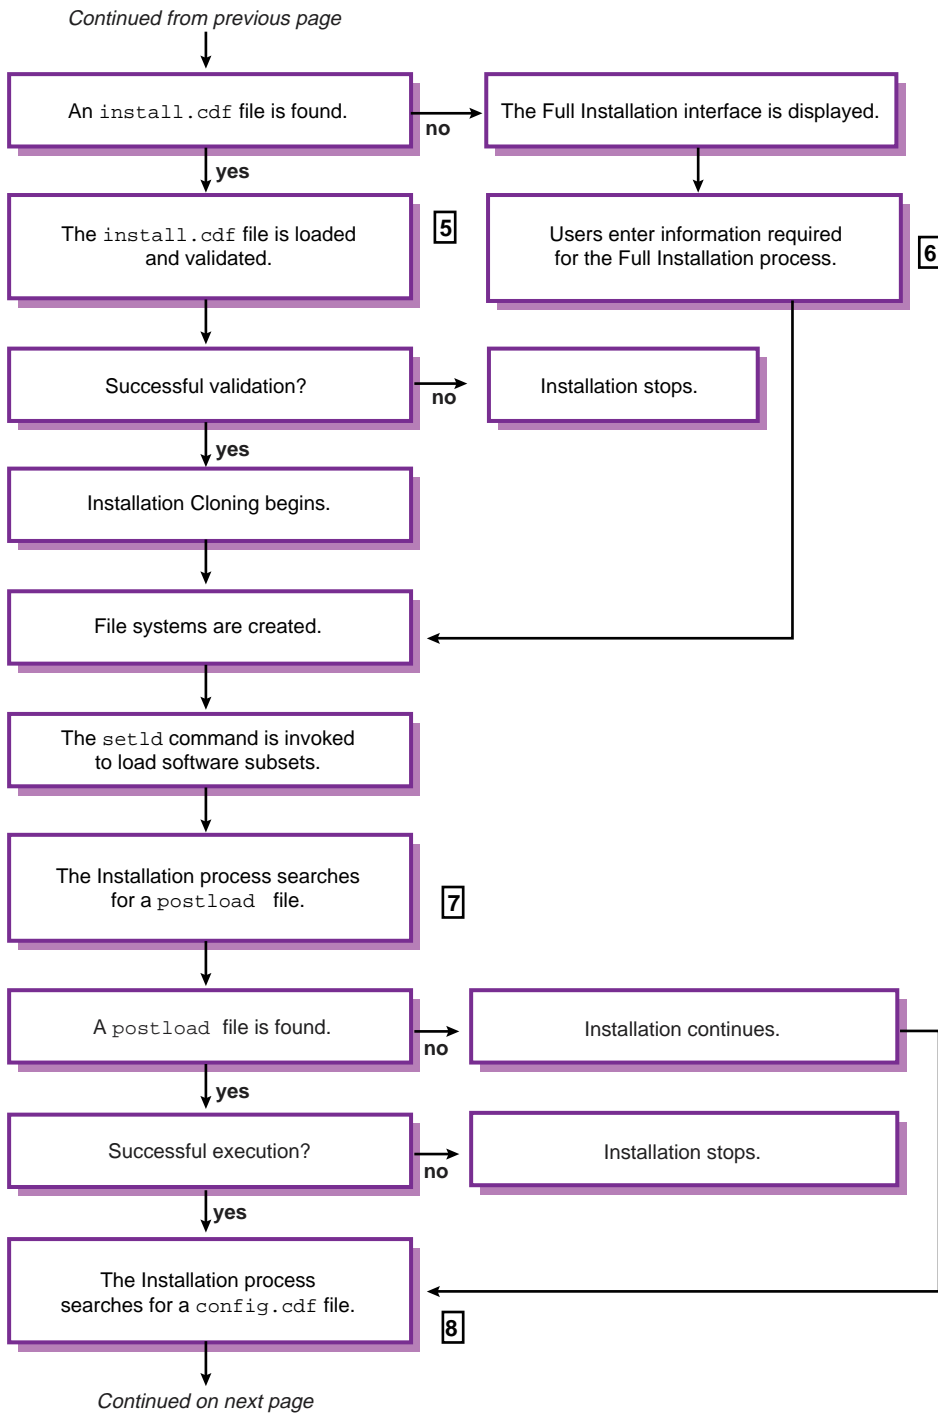 Continued from previous page
An install.cdf file is found.
no
The Full Installation interface is displayed.
yes
The install.cdf file is loaded
and validated.
5
Users enter information required
for the Full Installation process.
6
Successful validation?
no
Installation stops.
yes
Installation Cloning begins.
File systems are created.
The setld command is invoked
to load software subsets.
The Installation process searches
for a postload file.
7
A postload file is found.
no
Installation continues.
yes
Successful execution?
no
Installation stops.
yes
The Installation process
searches for a config.cdf file.
8
Continued on next page